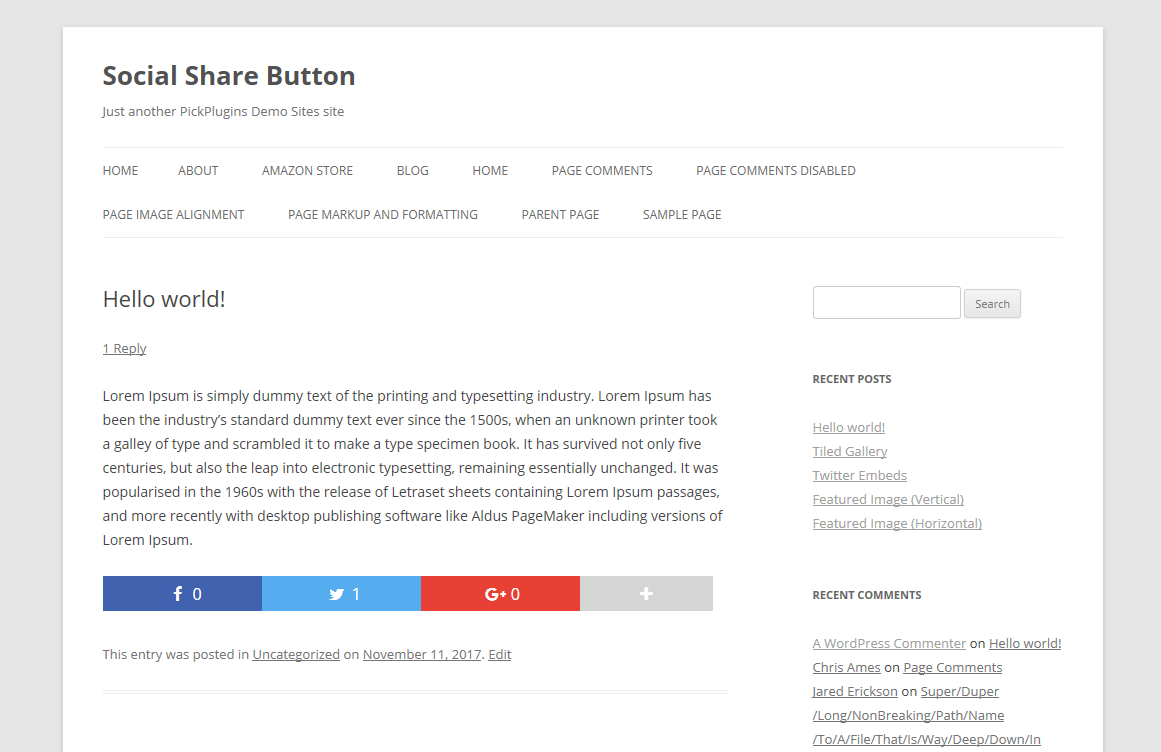 Social Share Button
Just another PickPlugins Demo Sites site
HOME ABOUT AMAZON STORE BLOG HOME PAGE COMMENTS PAGE COMMENTS DISABLED
PAGE IMAGE ALIGNMENT PAGE MARKUP AND FORMATTING PARENT PAGE SAMPLE PAGE
Hello world!
1 Reply
Lorem Ipsum is simply dummy text of the printing and typesetting industry. Lorem Ipsum has
been the industry’s standard dummy text ever since the 1500s, when an unknown printer took
a galley of type and scrambled it to make a type specimen book. It has survived not only five
centuries, but also the leap into electronic typesetting, remaining essentially unchanged. It was
popularised in the 1960s with the release of Letraset sheets containing Lorem Ipsum passages,
and more recently with desktop publishing software like Aldus PageMaker including versions of
Lorem Ipsum.
f 0 1 G+ 0 +
This entry was posted in Uncategorized on November 11, 2017. Edit
Search
RECENT POSTS
Hello world!
Tiled Gallery
Twitter Embeds
Featured Image (Vertical)
Featured Image (Horizontal)
RECENT COMMENTS
A WordPress Commenter on Hello world!
Chris Ames on Page Comments
Jared Erickson on Super/Duper
/Long/NonBreaking/Path/Name
/To/A/File/That/Is/Way/Deep/Down/In